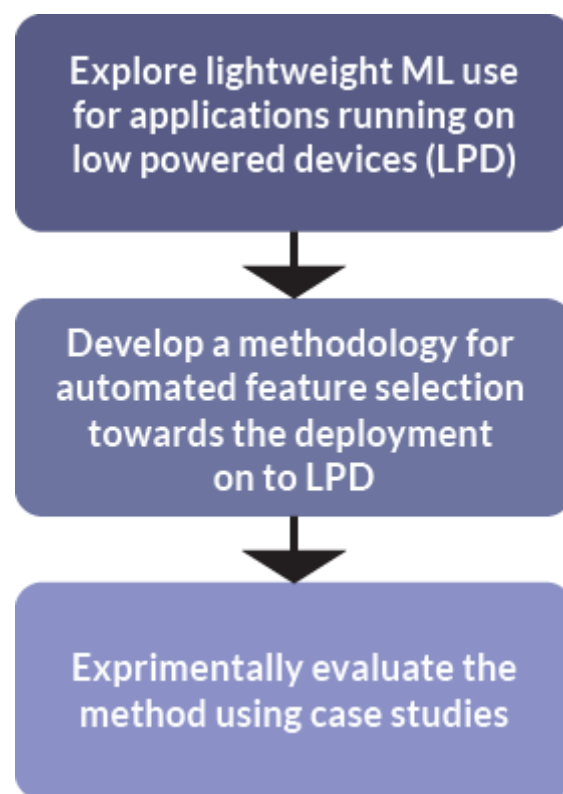 Explore lightweight ML use
for applications running on
low powered devices (LPD)
Develop a methodology for
automated feature selection
towards the deployment
on to LPD
Exprimentally evaluate the
method using case studies